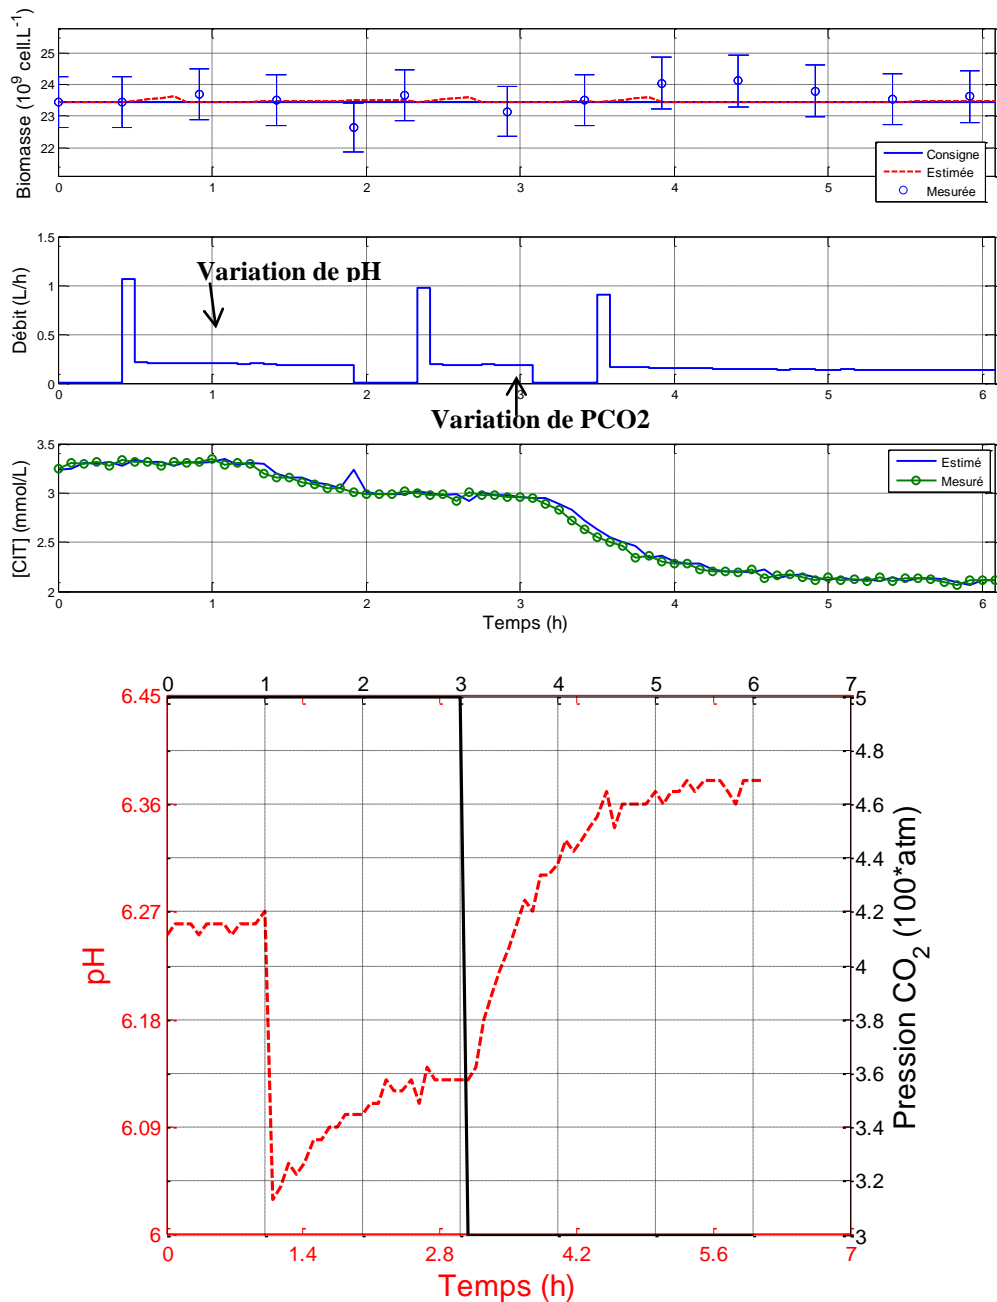 Biomasse (10^9 cell.L^-1)
25
24
23
22
0 1 2 3 4 5 6
Consigne
Estimée
Mesurée
Débit (L/h)
1.5
1
0.5
0
Variation de pH
0 1 2 3 4 5 6
Variation de PCO2
[CIT] (mmol/L)
3.5
3
2.5
2
Estimé
Mesuré
0 1 2 3 4 5 6
Temps (h)
0 1 2 3 4 5 6 7
pH
6.45
6.36
6.27
6.18
6.09
6
5
4.8
4.6
4.4
4.2
4
3.8
3.6
3.4
3.2
3
Pression CO2 (100*atm)
0 1.4 2.8 4.2 5.6 7
Temps (h)